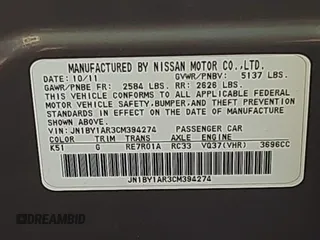 MANUFACTURED BY NISSAN MOTOR CO.,LTD.
DATE: 10/11 GVWR/PNBV: 5137 LBS.
GAWR/PNBE FR: 2584 LBS. RR: 2626 LBS.
THIS VEHICLE CONFORMS TO ALL APPLICABLE FEDERAL
MOTOR VEHICLE SAFETY, BUMPER, AND THEFT PREVENTION
STANDARDS IN EFFECT ON THE DATE OF MANUFACTURE
SHOWN ABOVE.
VIN: JN1BY1AR3CM394274 PASSENGER CAR
COLOR TRIM TRANS AXLE ENGINE
K51 G RE7R01A RC33 VQ37(VHR) 3696CC
JN1BY1AR3CM394274
DREAMBID